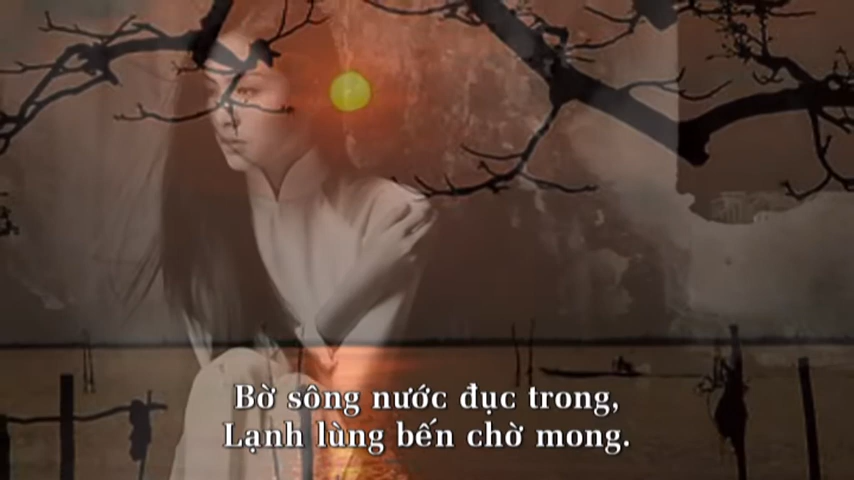 Bờ sông nước đục trong,
Lạnh lùng bến chờ mong.